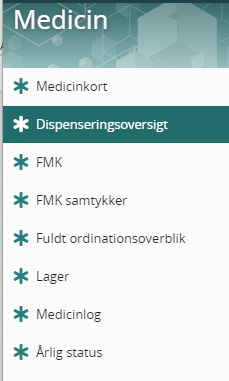 Medicin
Medicinkort
Dispenseringsoversigt
FMK
FMK samtykker
Fuldt ordinationsoverblik
Lager
Medicinlog
Årlig status